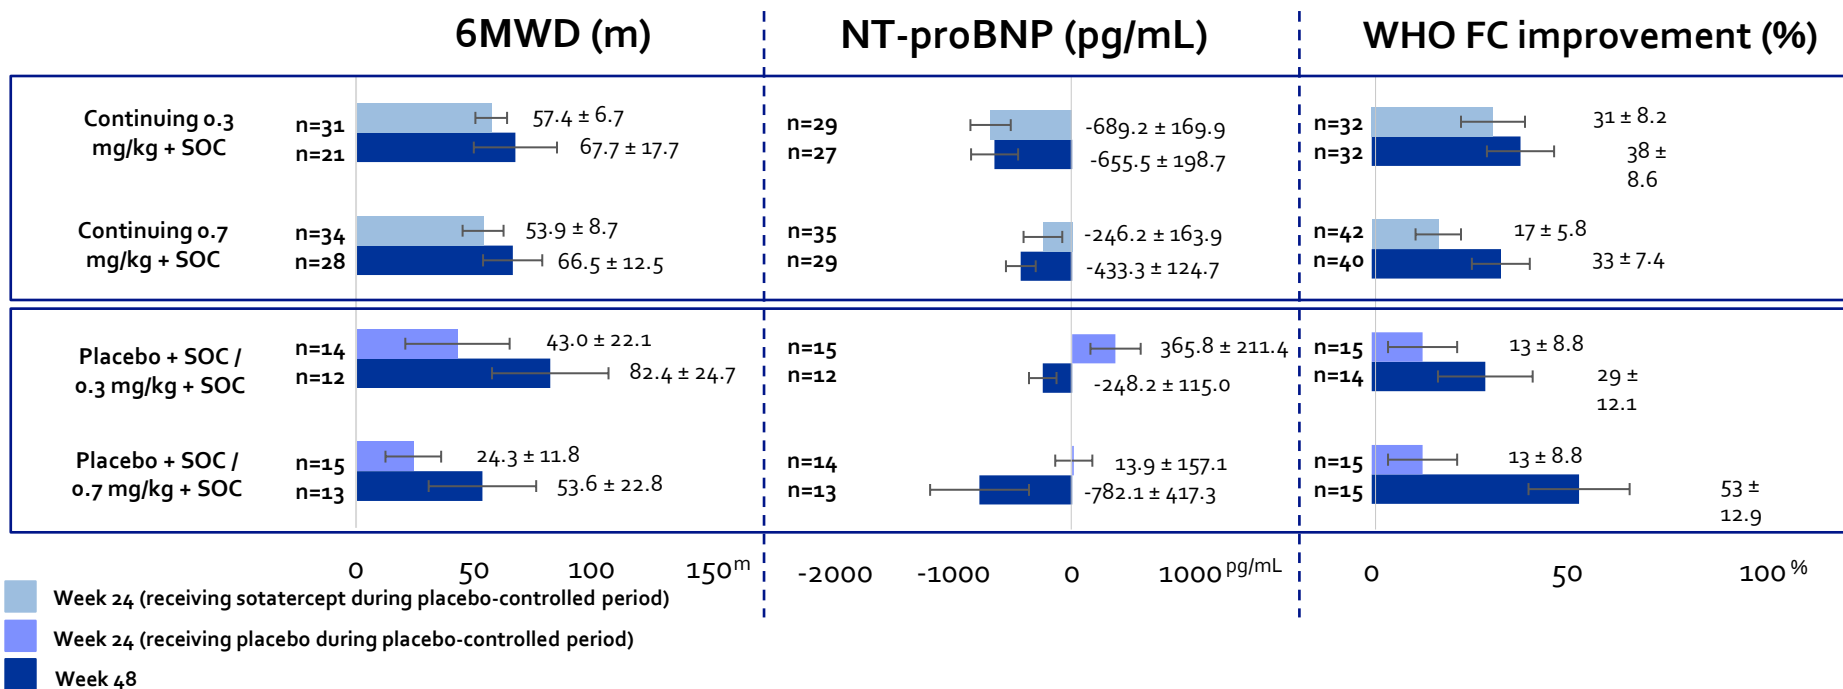 6MWD (m)
NT-proBNP (pg/mL)
WHO FC improvement (%)
Continuing 0.3
mg/kg + SOC
n=31
n=21
57.4 ± 6.7
67.7 ± 17.7
n=29
n=27
-689.2 ± 169.9
-655.5 ± 198.7
n=32
n=32
31 ± 8.2
38 ±
8.6
Continuing 0.7
mg/kg + SOC
n=34
n=28
53.9 ± 8.7
66.5 ± 12.5
n=35
n=29
-246.2 ± 163.9
-433.3 ± 124.7
n=42
n=40
17 ± 5.8
33 ± 7.4
Placebo + SOC /
0.3 mg/kg + SOC
n=14
n=12
43.0 ± 22.1
82.4 ± 24.7
n=15
n=12
365.8 ± 211.4
-248.2 ± 115.0
n=15
n=14
13 ± 8.8
29 ±
12.1
Placebo + SOC /
0.7 mg/kg + SOC
n=15
n=13
24.3 ± 11.8
53.6 ± 22.8
n=14
n=13
13.9 ± 157.1
-782.1 ± 417.3
n=15
n=15
13 ± 8.8
53 ±
12.9
0 50 100 150 m
-2000 -1000 0 1000 pg/mL
0 50 100 %
Week 24 (receiving sotatercept during placebo-controlled period)
Week 24 (receiving placebo during placebo-controlled period)
Week 48